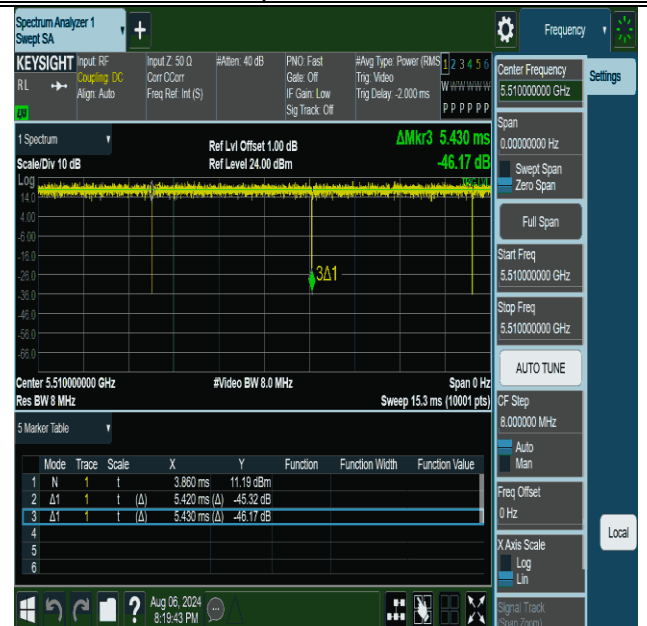 Spectrum Analyzer 1
Swept SA
+
Frequency
KEYSIGHT
RL
Input: RF
Coupling: DC
Align: Auto
Input Z: 50 Ω
Corr CCorr
Freq Ref: Int (S)
#Atten: 40 dB
PNO: Fast
Gate: Off
IF Gain: Low
Sig Track: Off
#Avg Type: Power (RMS
Trig: Video
Trig Delay: -2.000 ms
1 2 3 4 5 6
W W W W W W
P P P P P P
Center Frequency
5.510000000 GHz
Settings
Span
0.00000000 Hz
Swept Span
Zero Span
Full Span
Start Freq
5.510000000 GHz
Stop Freq
5.510000000 GHz
AUTO TUNE
CF Step
8.000000 MHz
Auto
Man
Freq Offset
0 Hz
X Axis Scale
Log
Lin
Signal Track
(Span Zoom)
Local
1 Spectrum
Scale/Div 10 dB
Ref Lvl Offset 1.00 dB
Ref Level 24.00 dBm
ΔMkr3 5.430 ms
-46.17 dB
Log
14.0
4.00
-6.00
-16.0
-26.0
-36.0
-46.0
-56.0
-66.0
3Δ1
Center 5.510000000 GHz
Res BW 8 MHz
#Video BW 8.0 MHz
Span 0 Hz
Sweep 15.3 ms (10001 pts)
5 Marker Table
Mode Trace Scale X Y Function Function Width Function Value
1 N 1 t 3.860 ms 11.19 dBm
2 Δ1 1 t (Δ) 5.420 ms (Δ) -45.32 dB
3 Δ1 1 t (Δ) 5.430 ms (Δ) -46.17 dB
4
5
6
?
Aug 06, 2024
8:19:43 PM